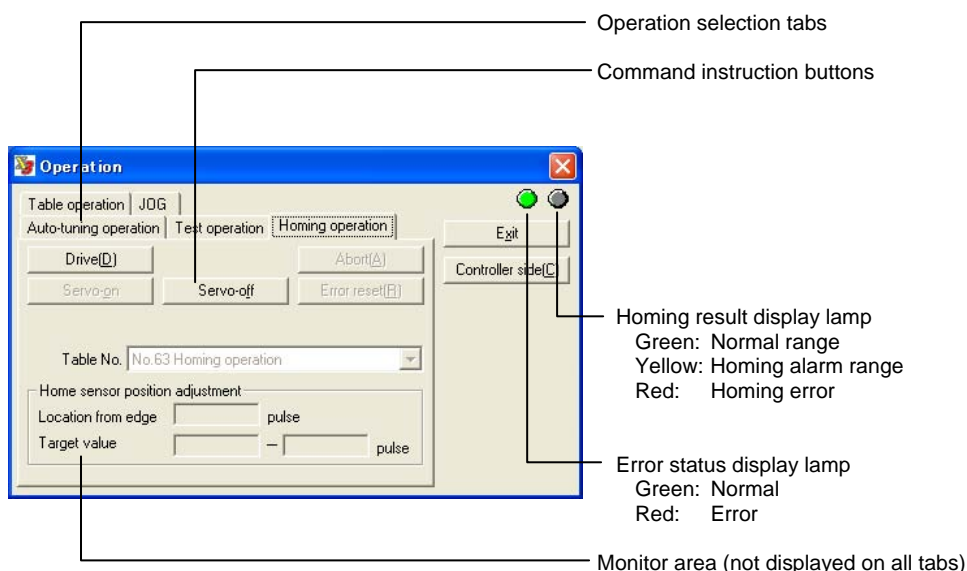 Operation selection tabs
Command instruction buttons
Operation
Table operation JOG
Auto-tuning operation Test operation Homing operation
Exit
Drive(D) Abort(A)
Controller side(C
Servo-on Servo-off Error reset(R)
Homing result display lamp
Green: Normal range
Yellow: Homing alarm range
Red: Homing error
Table No. No.63 Homing operation
Home sensor position adjustment
Location from edge pulse
Target value — pulse
Error status display lamp
Green: Normal
Red: Error
Monitor area (not displayed on all tabs)